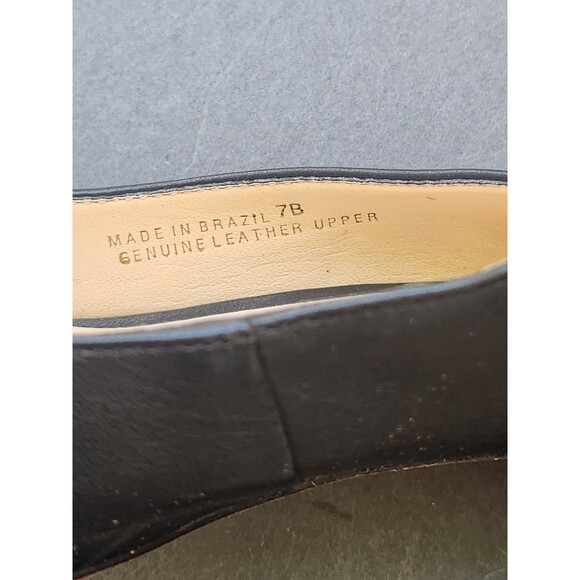 MADE IN BRAZIL 7B
GENUINE LEATHER UPPER